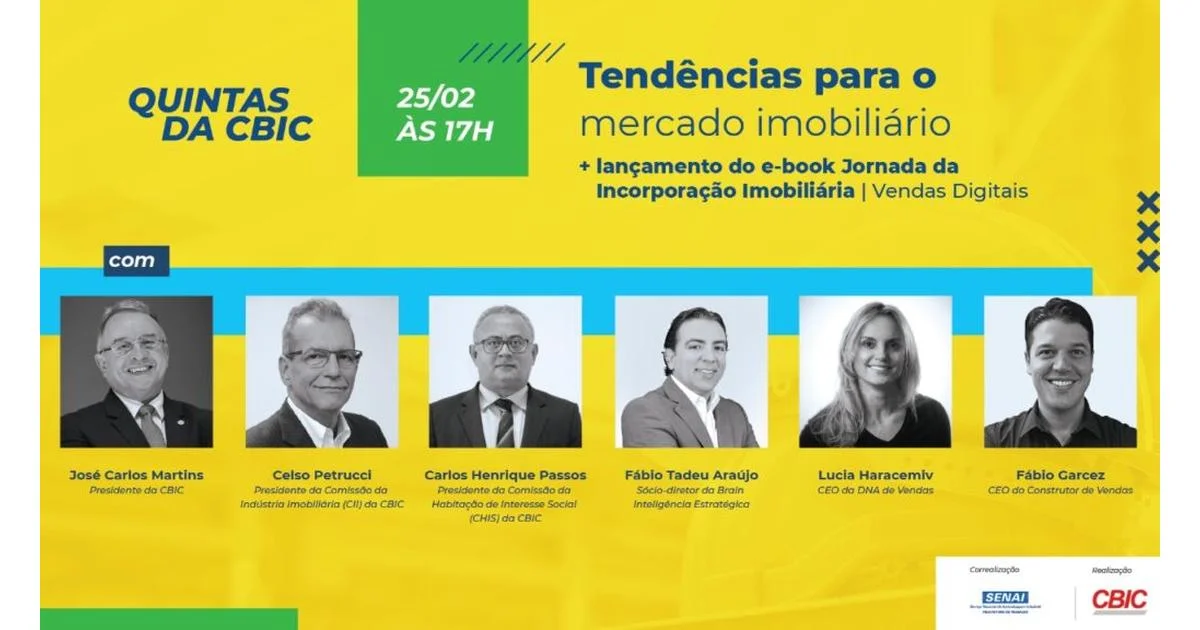 QUINTAS
DA CBIC
25/02
ÀS 17H
Tendências para o
mercado imobiliário
+ lançamento do e-book Jornada da
Incorporação Imobiliária | Vendas Digitais
com
José Carlos Martins
Presidente da CBIC
Celso Petrucci
Presidente da Comissão da
Indústria Imobiliária (CII) da CBIC
Carlos Henrique Passos
Presidente da Comissão da
Habitação de Interesse Social
(CHIS) da CBIC
Fábio Tadeu Araújo
Sócio-diretor da Brain
Inteligência Estratégica
Lucia Haracemiv
CEO da DNA de Vendas
Fábio Garcez
CEO do Construtor de Vendas
Correalização
SENAI
Realização
CBIC